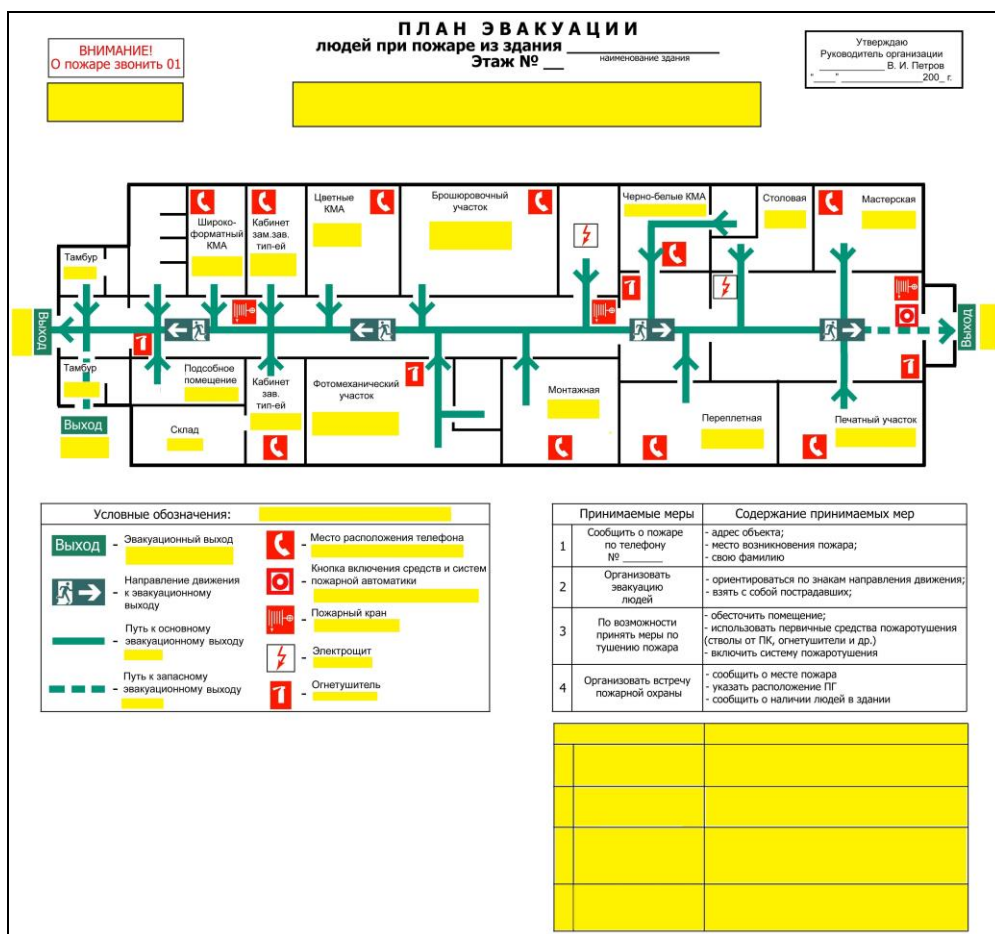 ПЛАН ЭВАКУАЦИИ
людей при пожаре из здания ____________________
наименование здания
Этаж № __
ВНИМАНИЕ!
О пожаре звонить 01
Утверждаю
Руководитель организации
__________ В. И. Петров
"___" ______________200_ г.
Тамбур
Широко-
форматный
КМА
Кабинет
зам.зав.
тип-ей
Цветные
КМА
Брошюровочный
участок
Черно-белые КМА
Столовая
Мастерская
Выход
Выход
Тамбур
Выход
Подсобное
помещение
Склад
Кабинет
зав.
тип-ей
Фотомеханический
участок
Монтажная
Переплетная
Печатный участок
Условные обозначения:
Выход - Эвакуационный выход
- Направление движения
к эвакуационному
выходу
Путь к основному
- эвакуационному выходу
Путь к запасному
- эвакуационному выходу
- Место расположения телефона
Кнопка включения средств и систем
- пожарной автоматики
- Пожарный кран
- Электрощит
- Огнетушитель
Принимаемые меры
Содержание принимаемых мер
1
Сообщить о пожаре
по телефону
№ _______
- адрес объекта;
- место возникновения пожара;
- свою фамилию
2
Организовать
эвакуацию
людей
- ориентироваться по знакам направления движения;
- взять с собой пострадавших;
3
По возможности
принять меры по
тушению пожара
- обесточить помещение;
- использовать первичные средства пожаротушения
(стволы от ПК, огнетушители и др.)
- включить систему пожаротушения
4
Организовать встречу
пожарной охраны
- сообщить о месте пожара
- указать расположение ПГ
- сообщить о наличии людей в здании